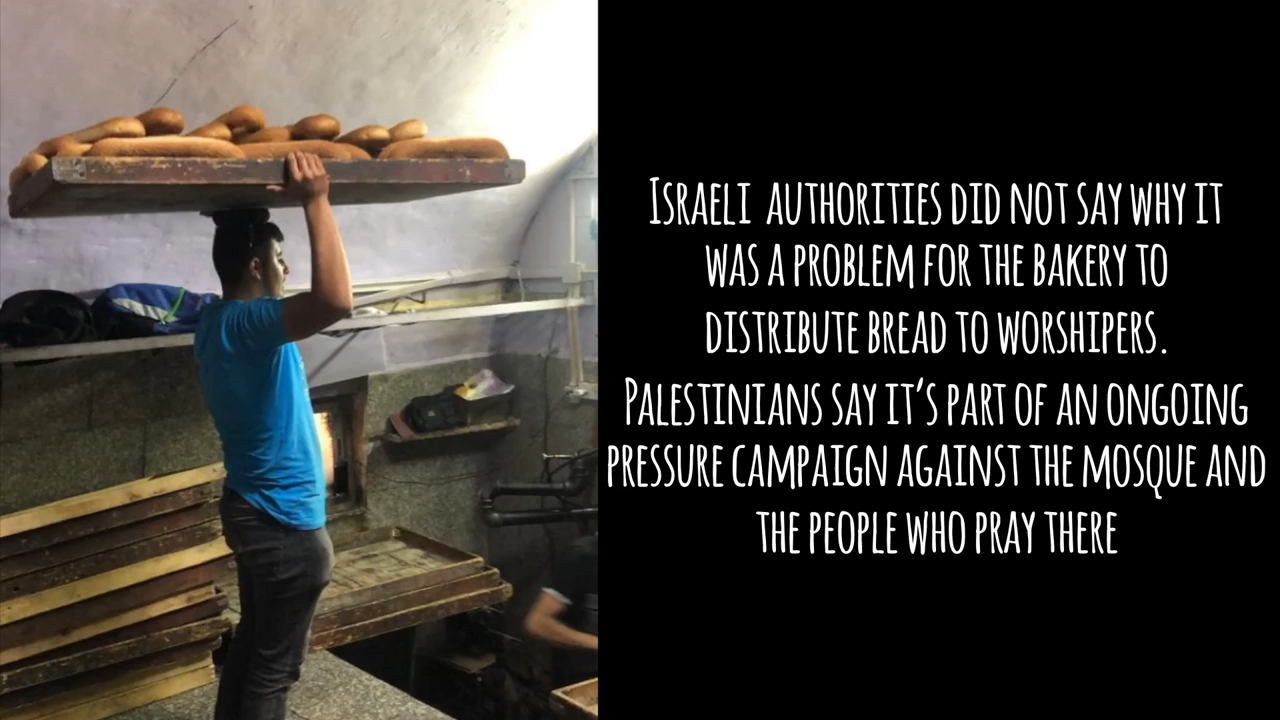 Israeli authorities did not say why it
was a problem for the bakery to
distribute bread to worshipers.
Palestinians say it's part of an ongoing
pressure campaign against the mosque and
the people who pray there